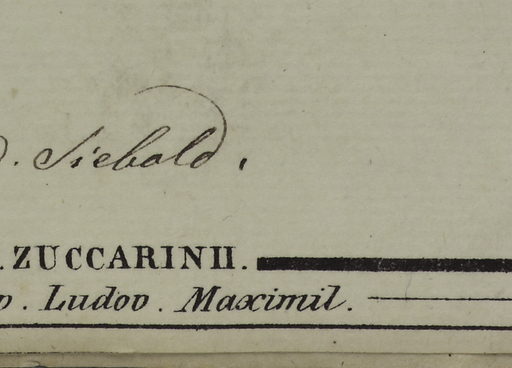 . Siebold.
. ZUCCARINII.
. Ludov. Maximil.